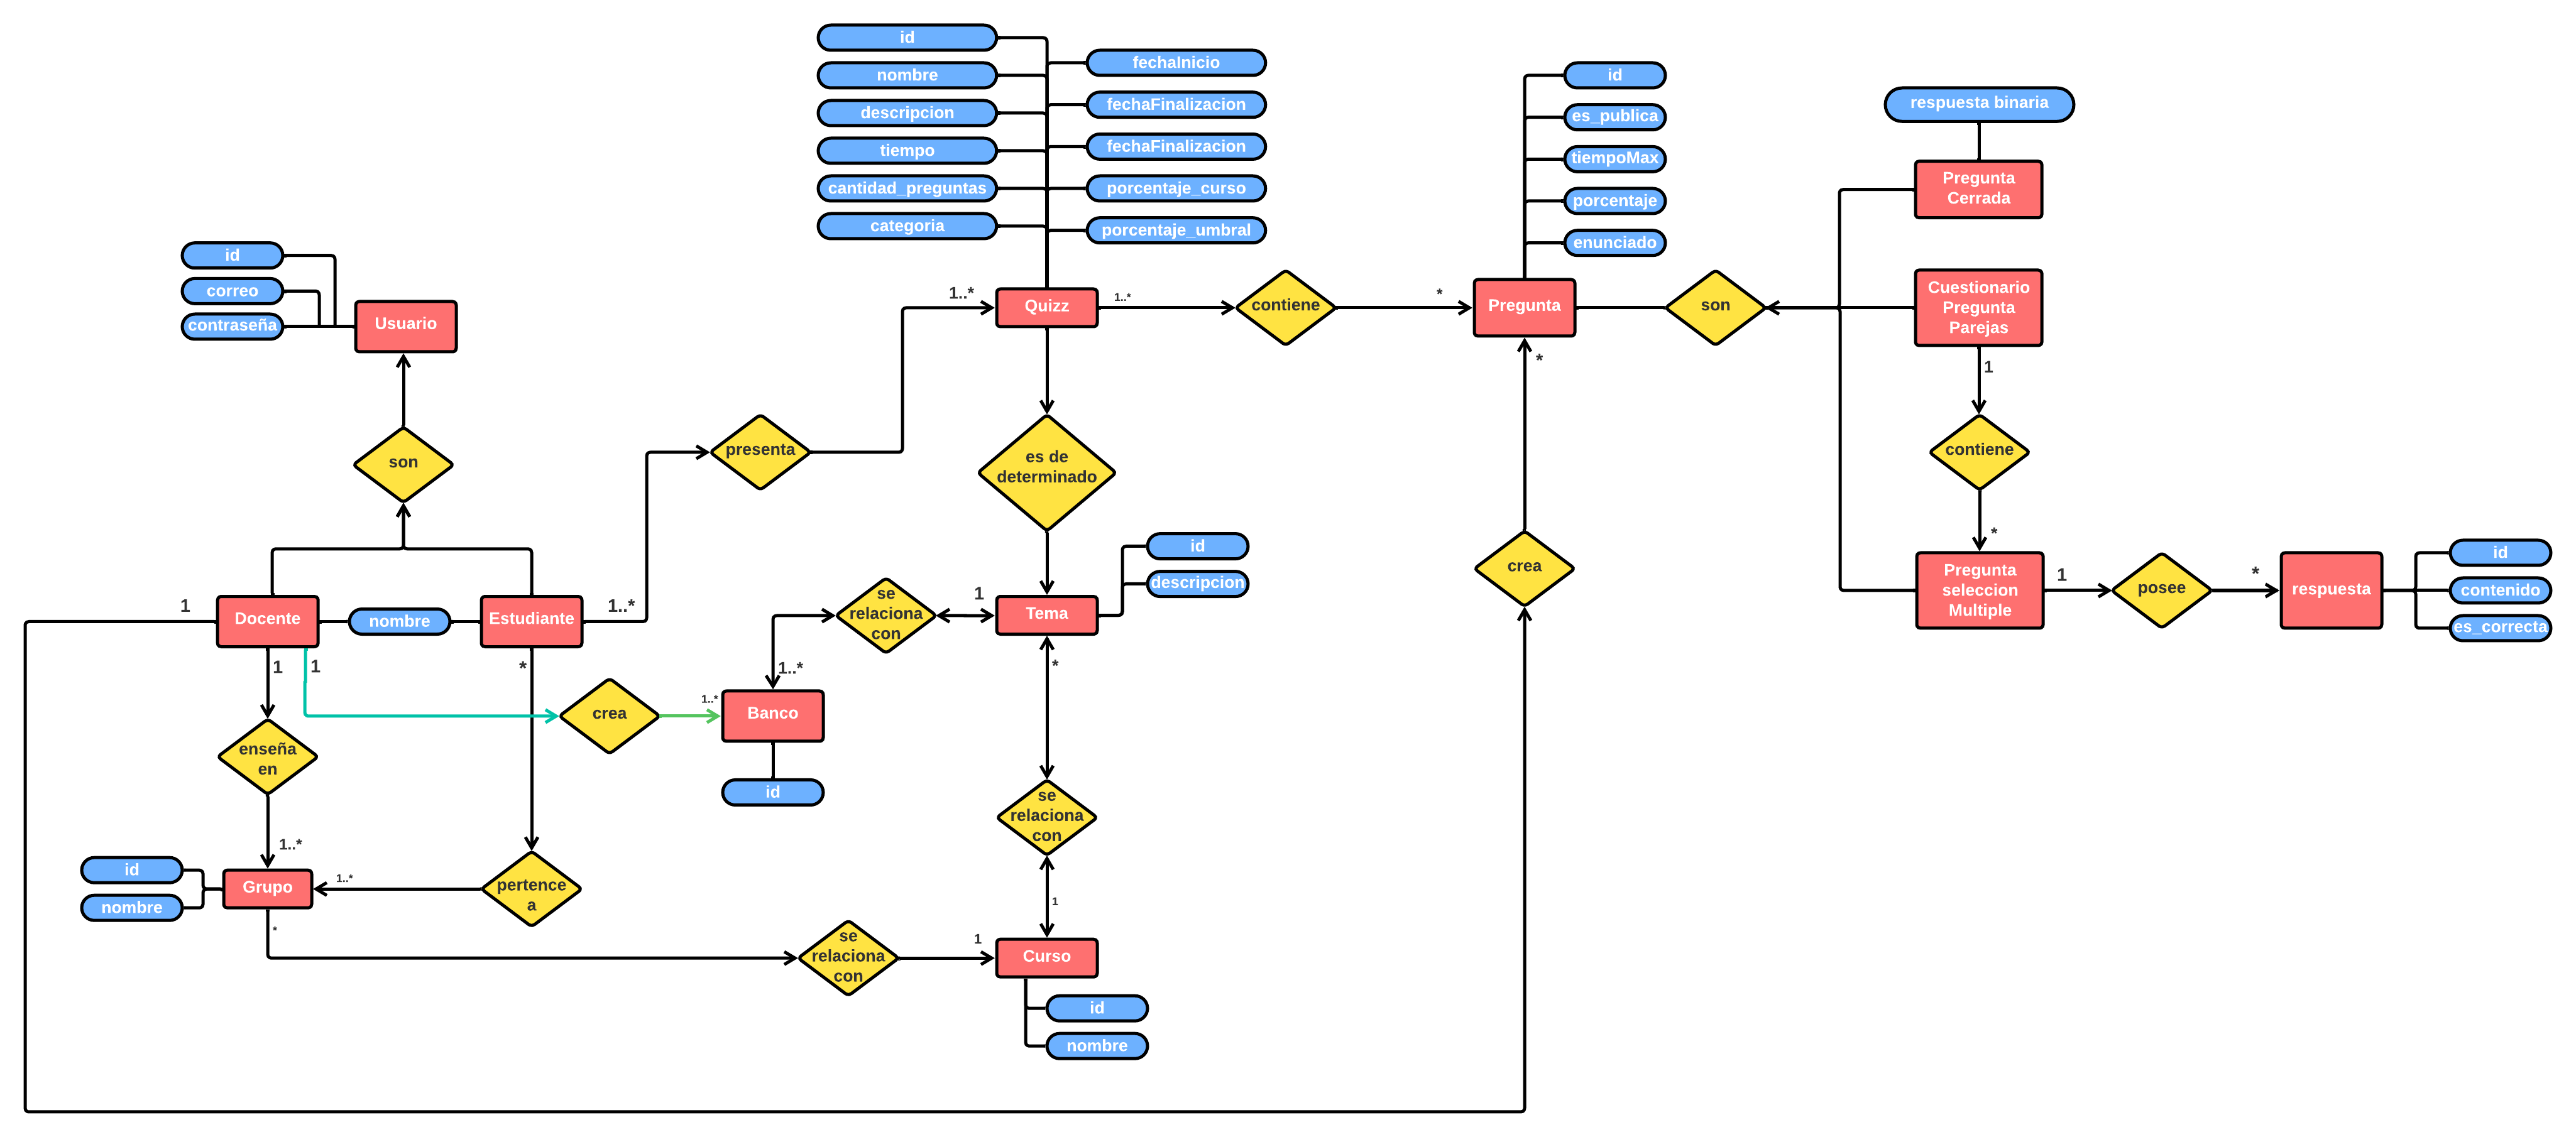 id
nombre
descripcion
tiempo
cantidad_preguntas
categoria
fechaInicio
fechaFinalizacion
fechaFinalizacion
porcentaje_curso
porcentaje_umbral
id
es_publica
tiempoMax
porcentaje
enunciado
respuesta binaria
Pregunta
Cerrada
id
correo
contraseña
Usuario
1..*
Quizz
1..*
contiene
*
Pregunta
son
Cuestionario
Pregunta
Parejas
*
1
son
presenta
es de
determinado
contiene
*
crea
id
descripcion
1
Docente
nombre
Estudiante
1..*
se
relaciona
con
1
Tema
Pregunta
seleccion
Multiple
1
posee
*
respuesta
id
contenido
es_correcta
1
1
*
1..*
*
crea
1..*
Banco
id
enseña
en
se
relaciona
con
1..*
id
nombre
Grupo
1..*
pertence
a
1
*
se
relaciona
con
1
Curso
id
nombre